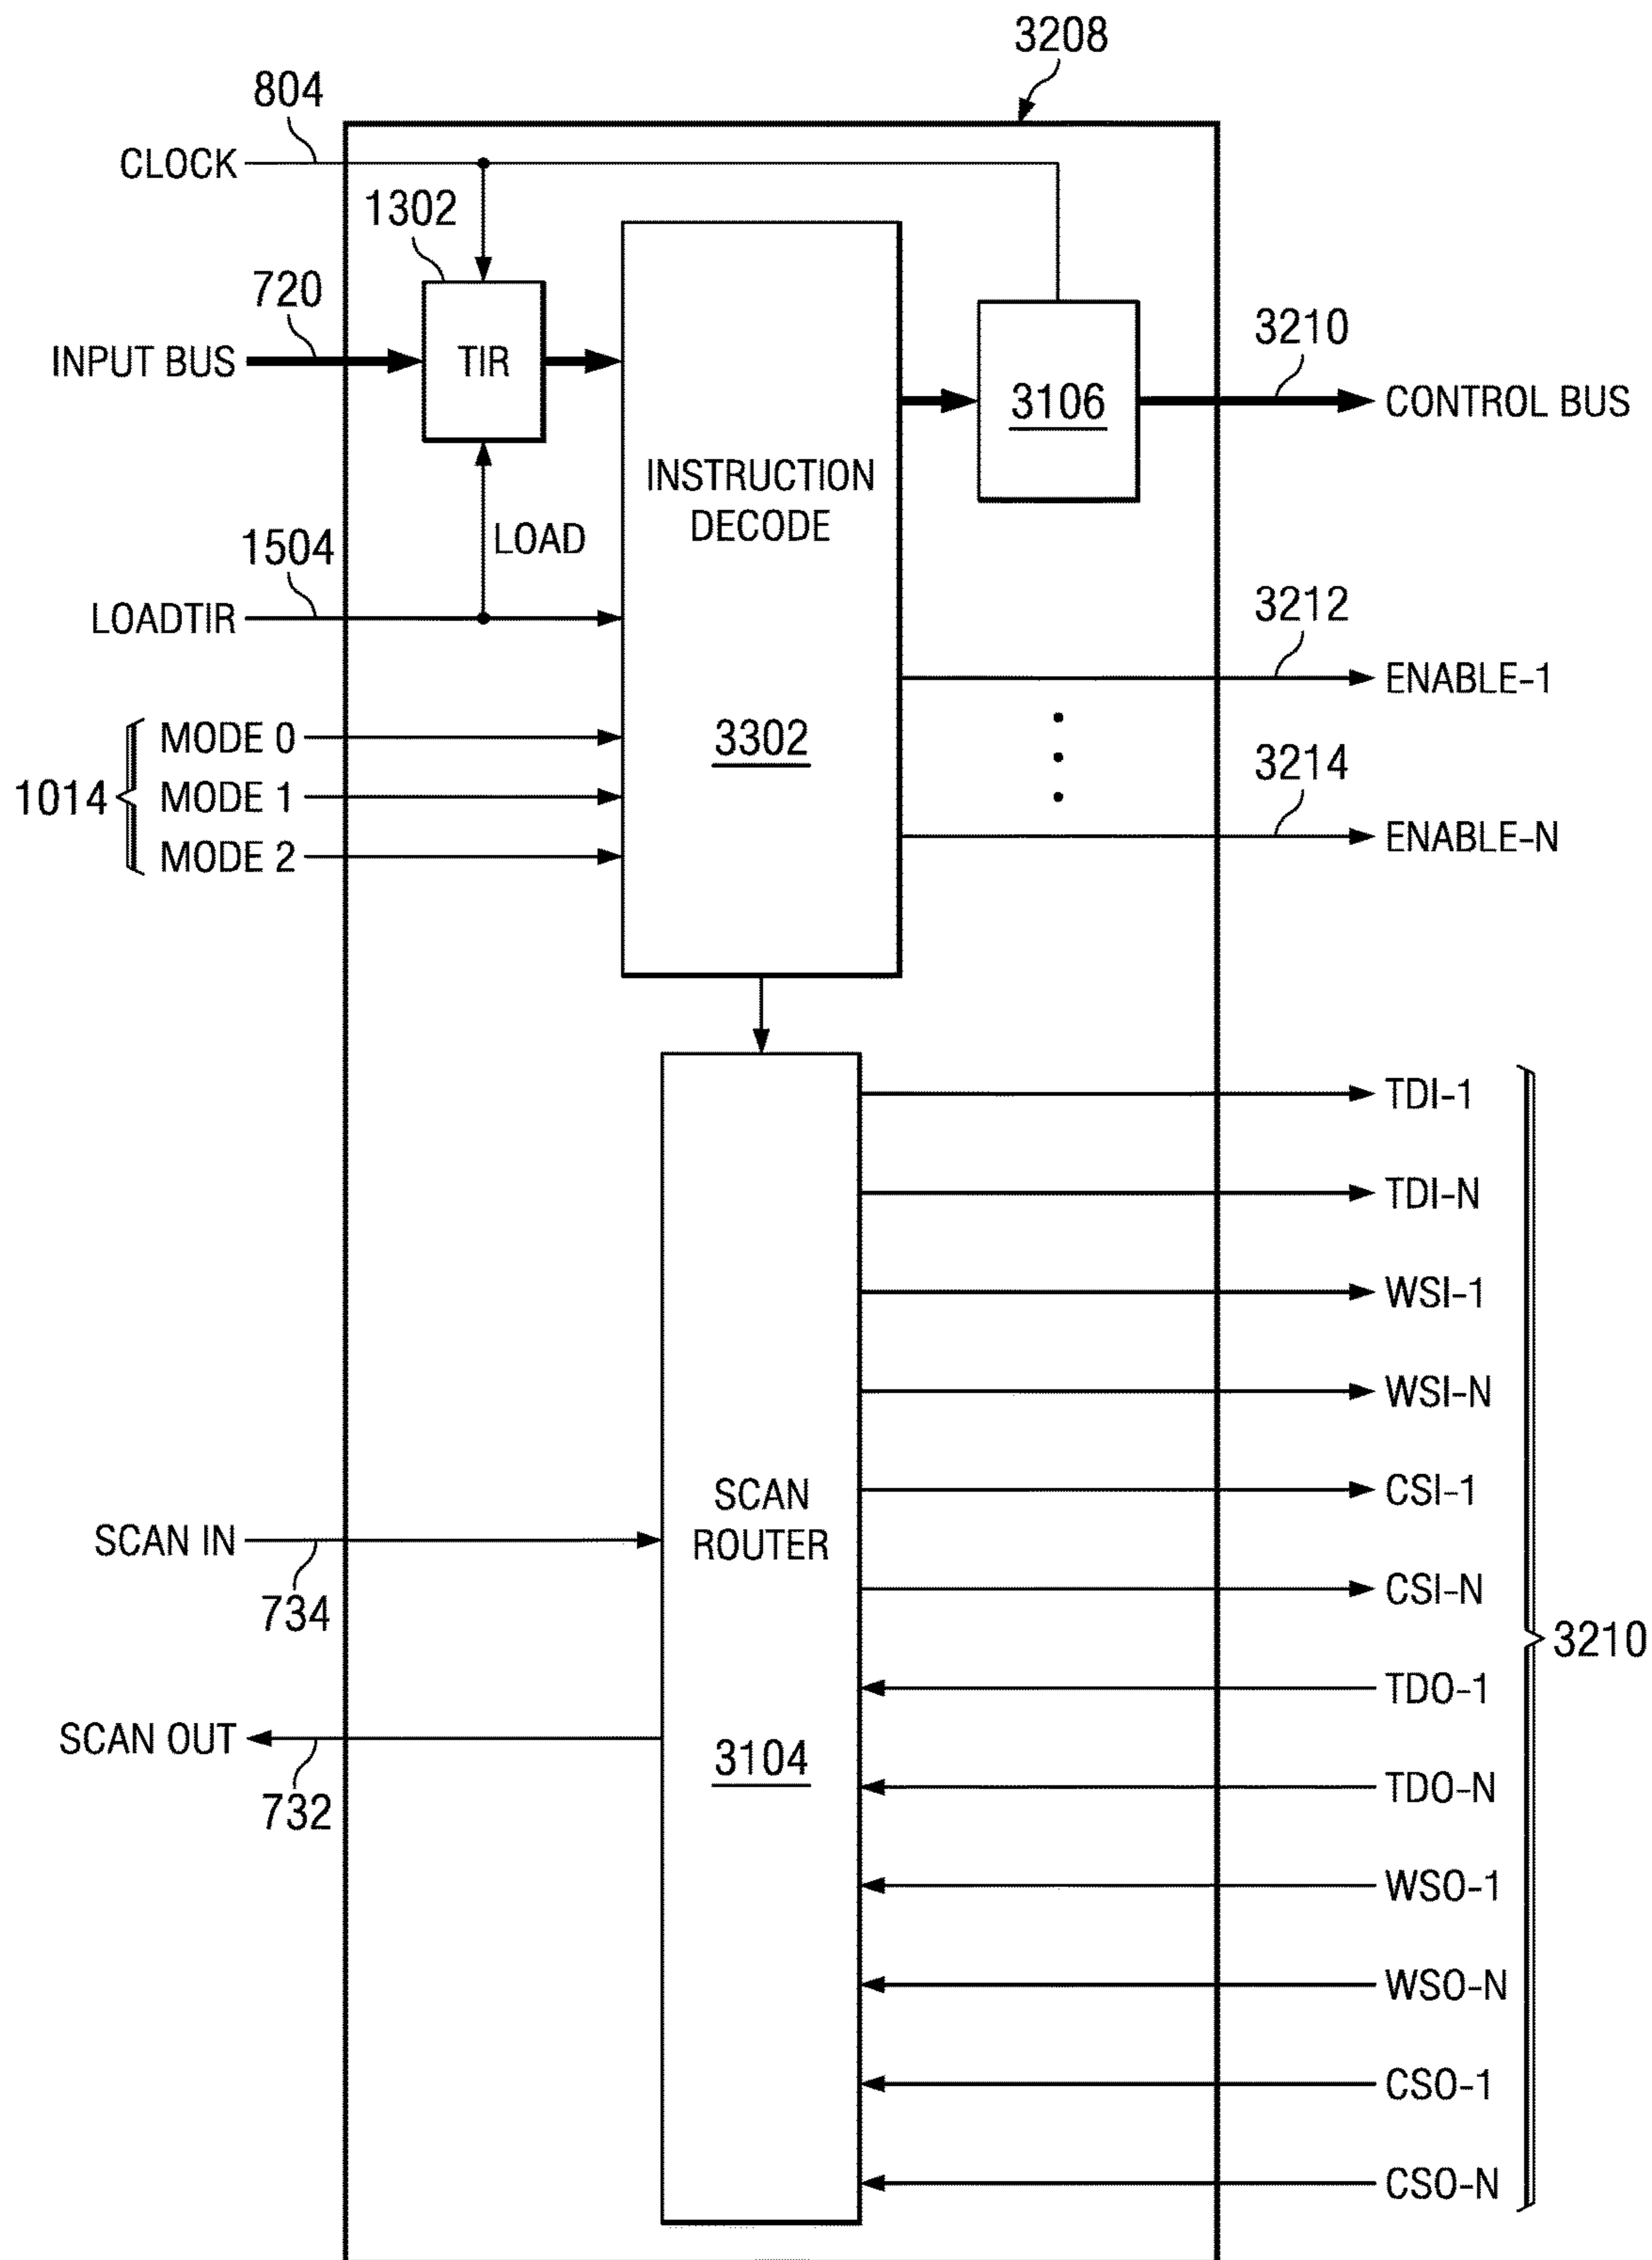 3208
804
CLOCK
1302
720
INPUT BUS
TIR
3210
3106
CONTROL BUS
INSTRUCTION
DECODE
LOAD
1504
LOADTIR
3212
ENABLE-1
MODE 0
3302
1014
MODE 1
3214
MODE 2
ENABLE-N
TDI-1
TDI-N
WSI-1
WSI-N
CSI-1
SCAN
ROUTER
SCAN IN
734
CSI-N
3210
TDO-1
SCAN OUT
3104
732
TDO-N
WSO-1
WSO-N
CSO-1
CSO-N